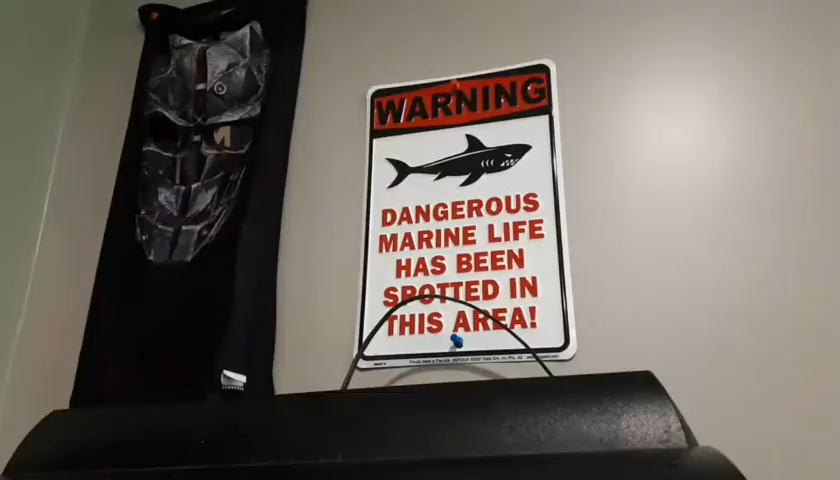 WARNING
DANGEROUS
MARINE LIFE
HAS BEEN
SPOTTED IN
THIS AREA!